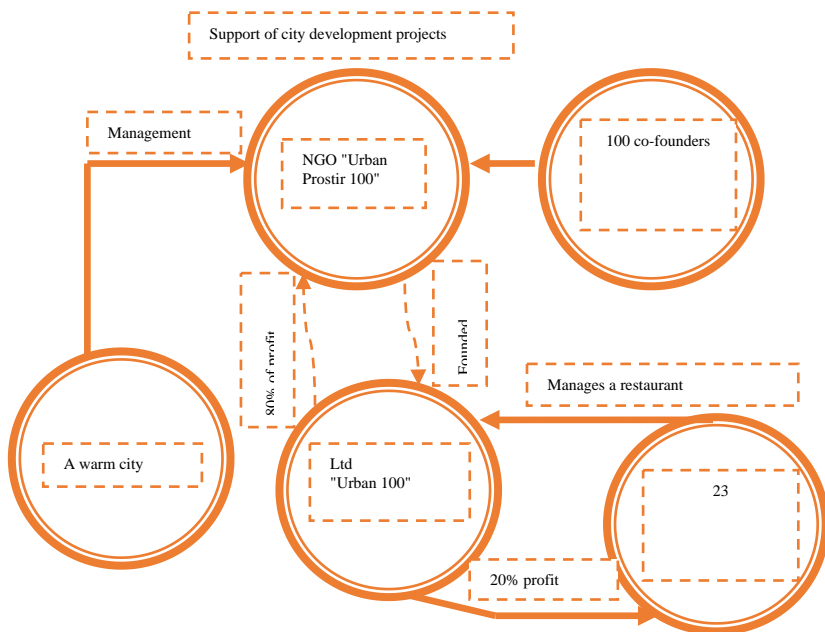 Support of city development projects
Management
NGO "Urban
Prostir 100"
100 co-founders
80% of profit
Founded
Manages a restaurant
A warm city
Ltd
"Urban 100"
23
20% profit